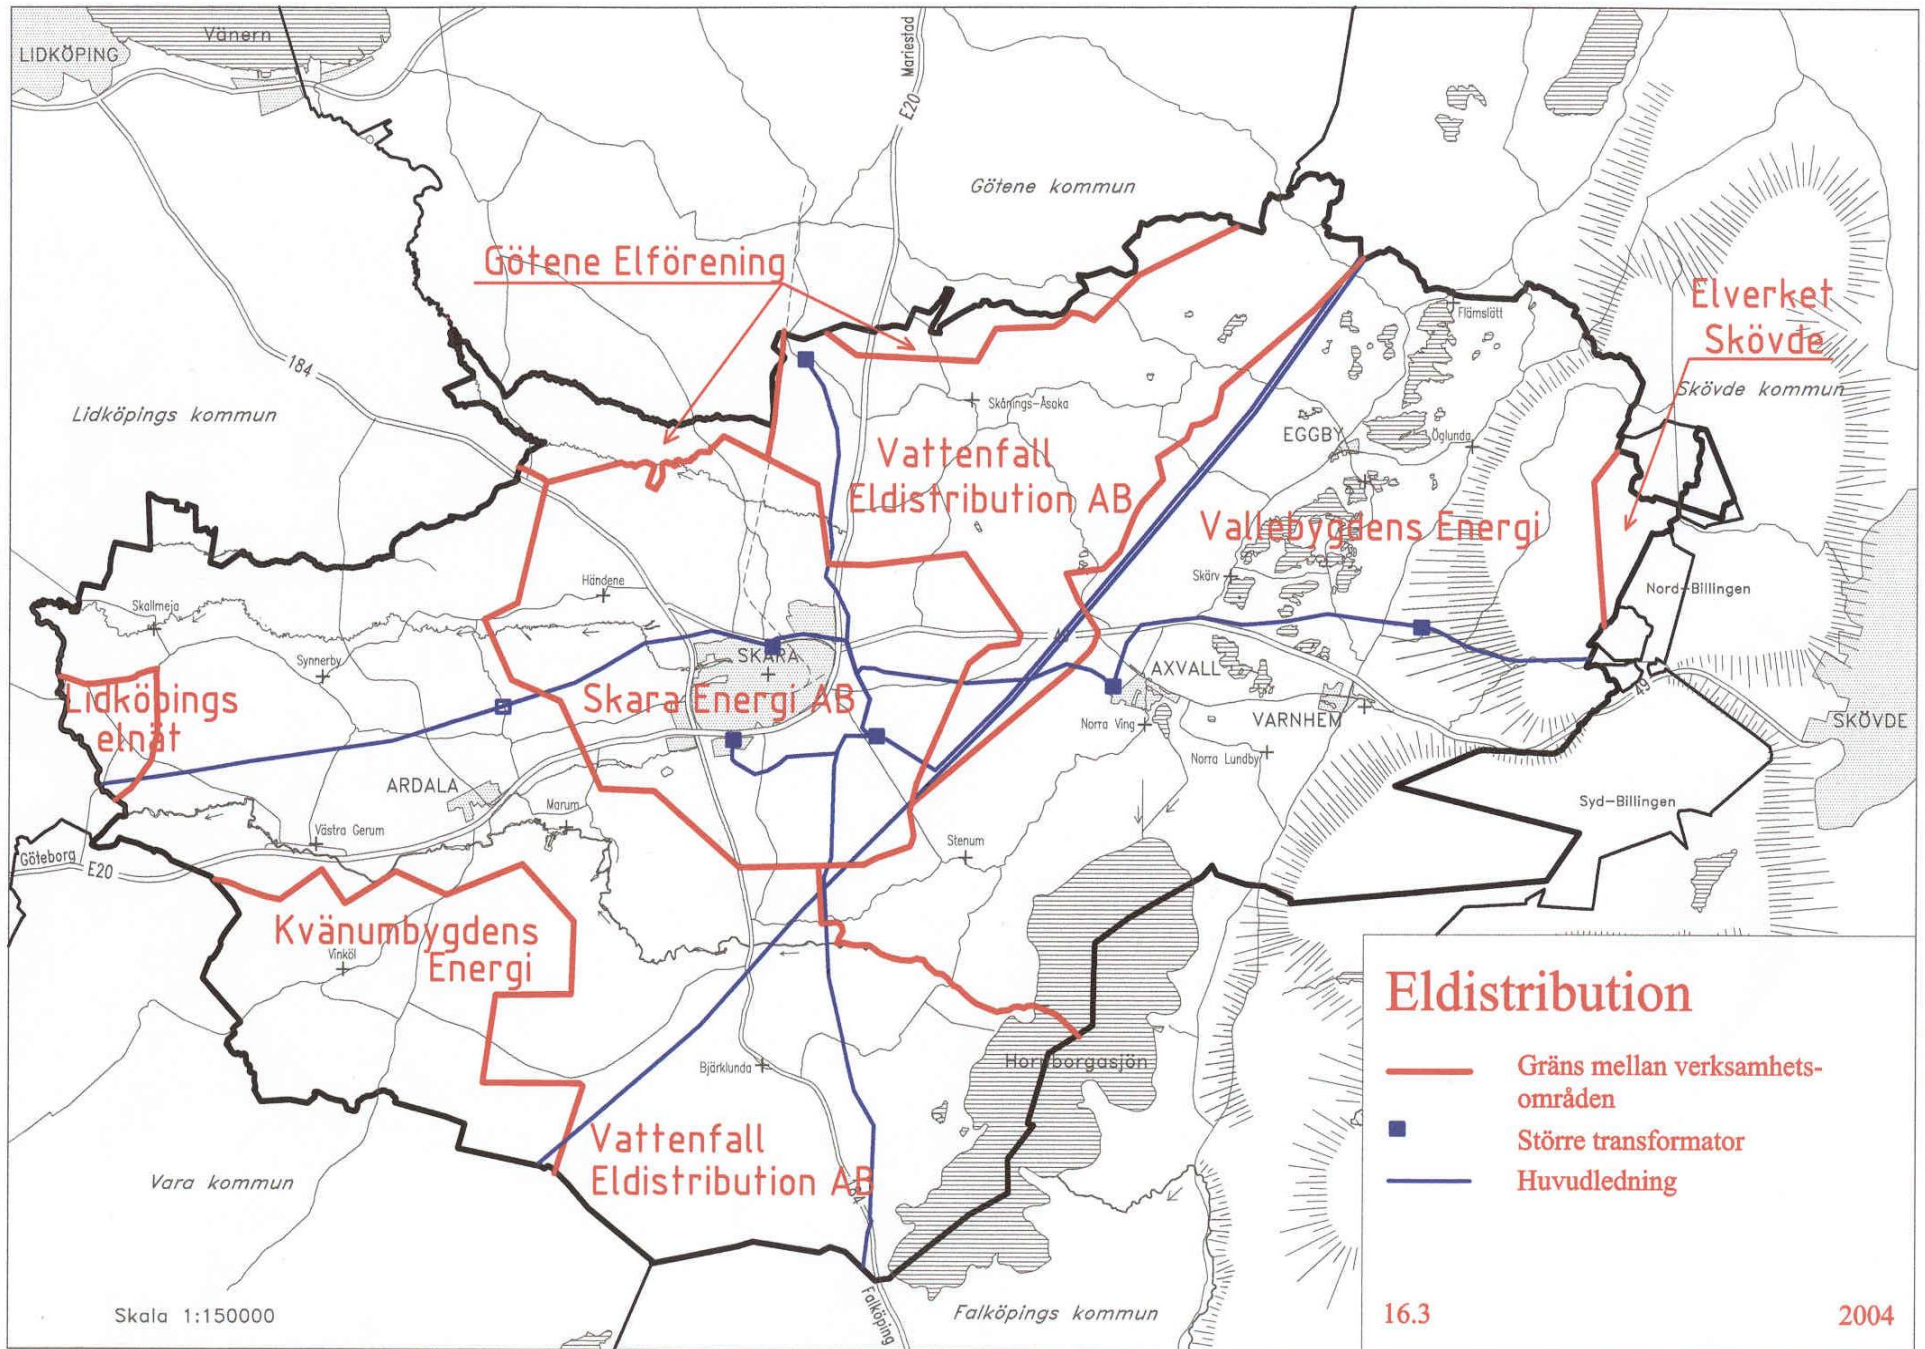 Vänern
LIDKÖPING
Mariestad
E20
Götene kommun
Götene Elförening
Elverket
Skövde
Flämslätt
184
Lidköpings kommun
Skövde kommun
Skånings-Åsaka
EGGBY
Öglunda
Vattenfall
Eldistribution AB
Vallebygdens Energi
Händene
Skärv
Nord-Billingen
Skallmeja
49
Synnerby
SKARA
AXVALL
49
Lidköpings
elnät
Skara Energi AB
Norra Ving
VARNHEM
SKÖVDE
Norra Lundby
ARDALA
Marum
Syd-Billingen
Västra Gerum
Stenum
Göteborg
E20
Kvänumbygdens
Energi
Vinköl
Bjärklunda
Hornborgasjön
Vattenfall
Eldistribution AB
184
Vara kommun
Falköping
Falköpings kommun
Skala 1:150000
Eldistribution
Gräns mellan verksamhets-
områden
Större transformator
Huvudledning
16.3
2004